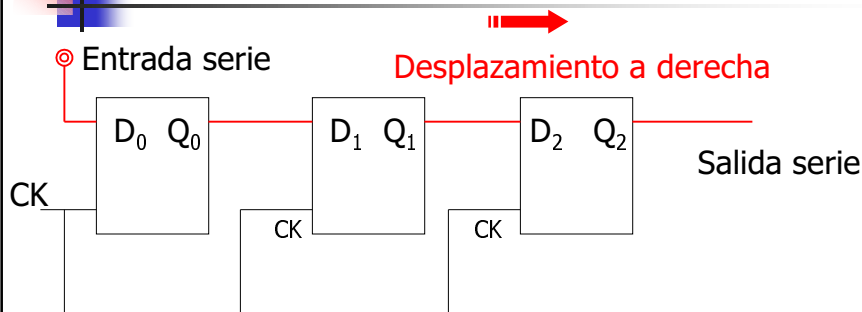 Entrada serie
Desplazamiento a derecha
D₀ Q₀ D₁ Q₁ D₂ Q₂
Salida serie
CK
CK CK